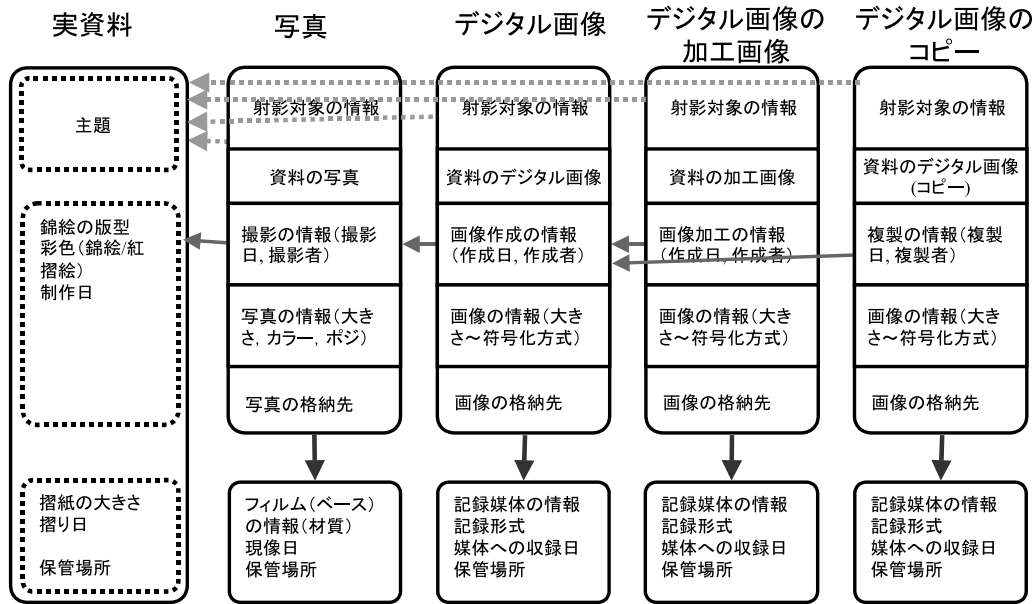 実資料
写真
デジタル画像
デジタル画像の
加工画像
デジタル画像の
コピー
主題
錦絵の版型
彩色（錦絵/紅
摺絵）
制作日
摺紙の大きさ
摺り日
保管場所
射影対象の情報
資料の写真
撮影の情報（撮影
日, 撮影者）
写真の情報（大き
さ, カラー, ポジ）
写真の格納先
フィルム（ベース）
の情報（材質）
現像日
保管場所
射影対象の情報
資料のデジタル画像
画像作成の情報
（作成日, 作成者）
画像の情報（大き
さ～符号化方式）
画像の格納先
記録媒体の情報
記録形式
媒体への収録日
保管場所
射影対象の情報
資料の加工画像
画像加工の情報
（作成日, 作成者）
画像の情報（大き
さ～符号化方式）
画像の格納先
記録媒体の情報
記録形式
媒体への収録日
保管場所
射影対象の情報
資料のデジタル画像
(コピー)
複製の情報（複製
日, 複製者）
画像の情報（大き
さ～符号化方式）
画像の格納先
記録媒体の情報
記録形式
媒体への収録日
保管場所